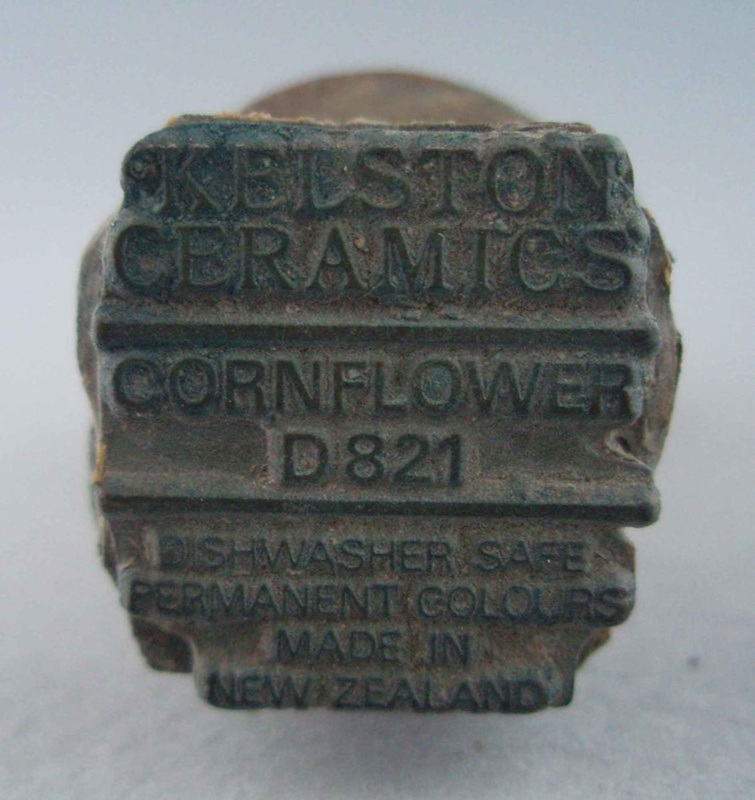 KELSTON
CERAMICS
CORNFLOWER
D821
DISHWASHER SAFE
PERMANENT COLOURS
MADE IN
NEW ZEALAND